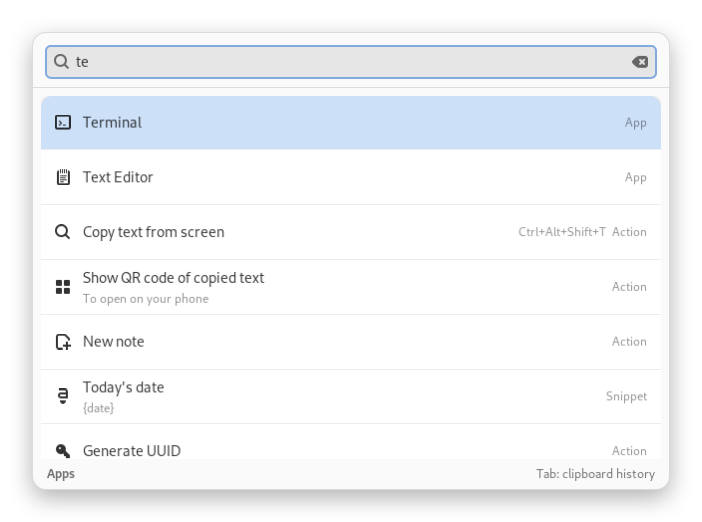 te
Terminal App
Text Editor App
Copy text from screen Ctrl+Alt+Shift+T Action
Show QR code of copied text
To open on your phone Action
New note Action
Today's date
{date} Snippet
Generate UUID Action
Apps Tab: clipboard history